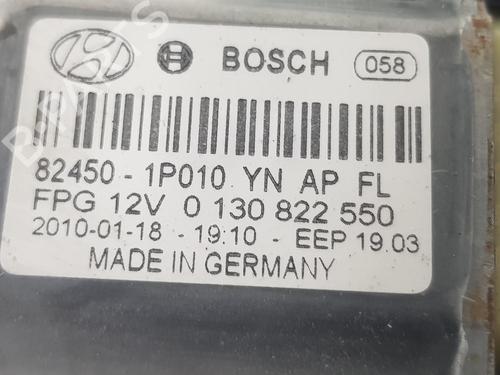 BOSCH 058
82450 - 1P010 YN AP FL
FPG 12V 0 130 822 550
2010-01-18 - 19:10 - EEP 19.03
MADE IN GERMANY
B-PARTS